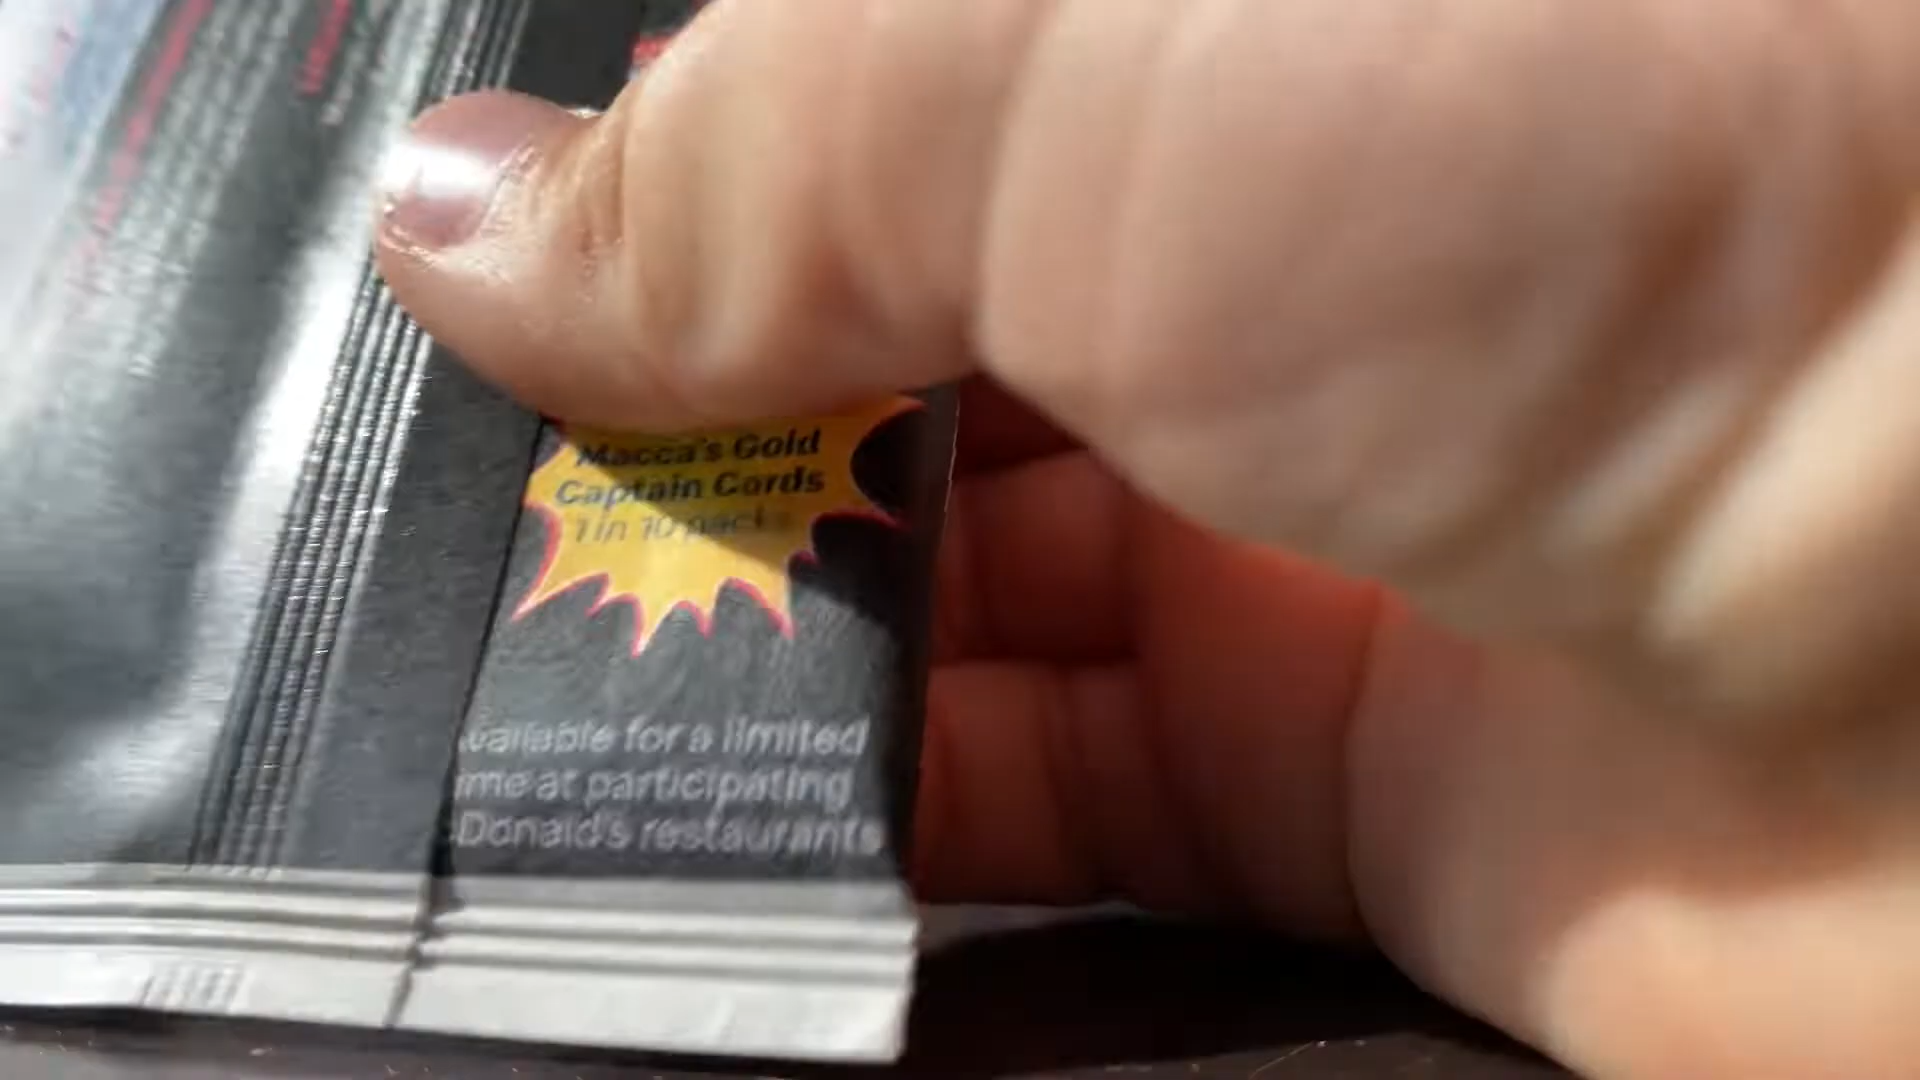 Macca's Gold
Captain Cards
1 in 10 packs
vailable for a limited
ime at participating
Donald's restaurants